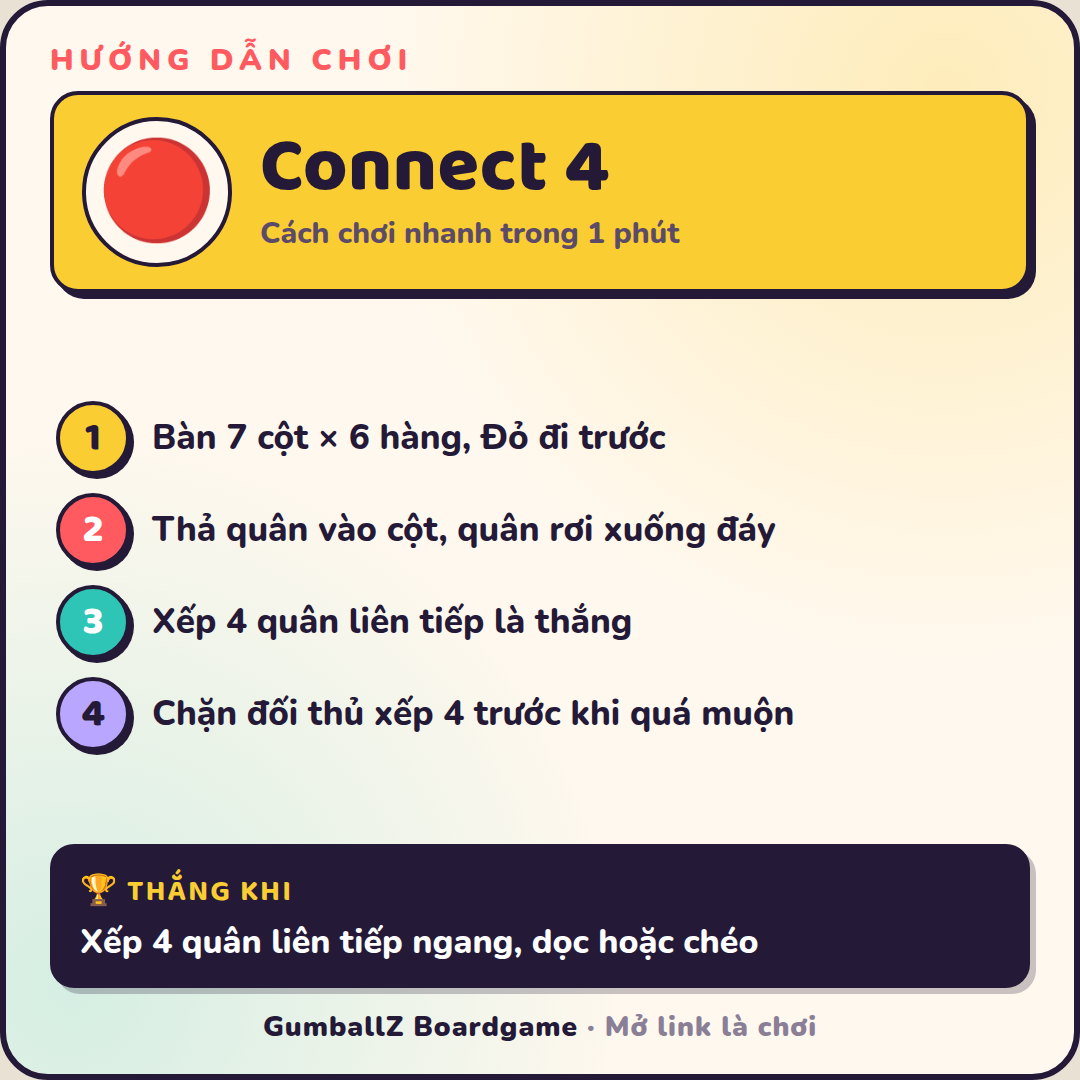 HƯỚNG DẪN CHƠI
Connect 4
Cách chơi nhanh trong 1 phút
1 Bàn 7 cột × 6 hàng, Đỏ đi trước
2 Thả quân vào cột, quân rơi xuống đáy
3 Xếp 4 quân liên tiếp là thắng
4 Chặn đối thủ xếp 4 trước khi quá muộn
🏆 THẮNG KHI
Xếp 4 quân liên tiếp ngang, dọc hoặc chéo
GumballZ Boardgame · Mở link là chơi